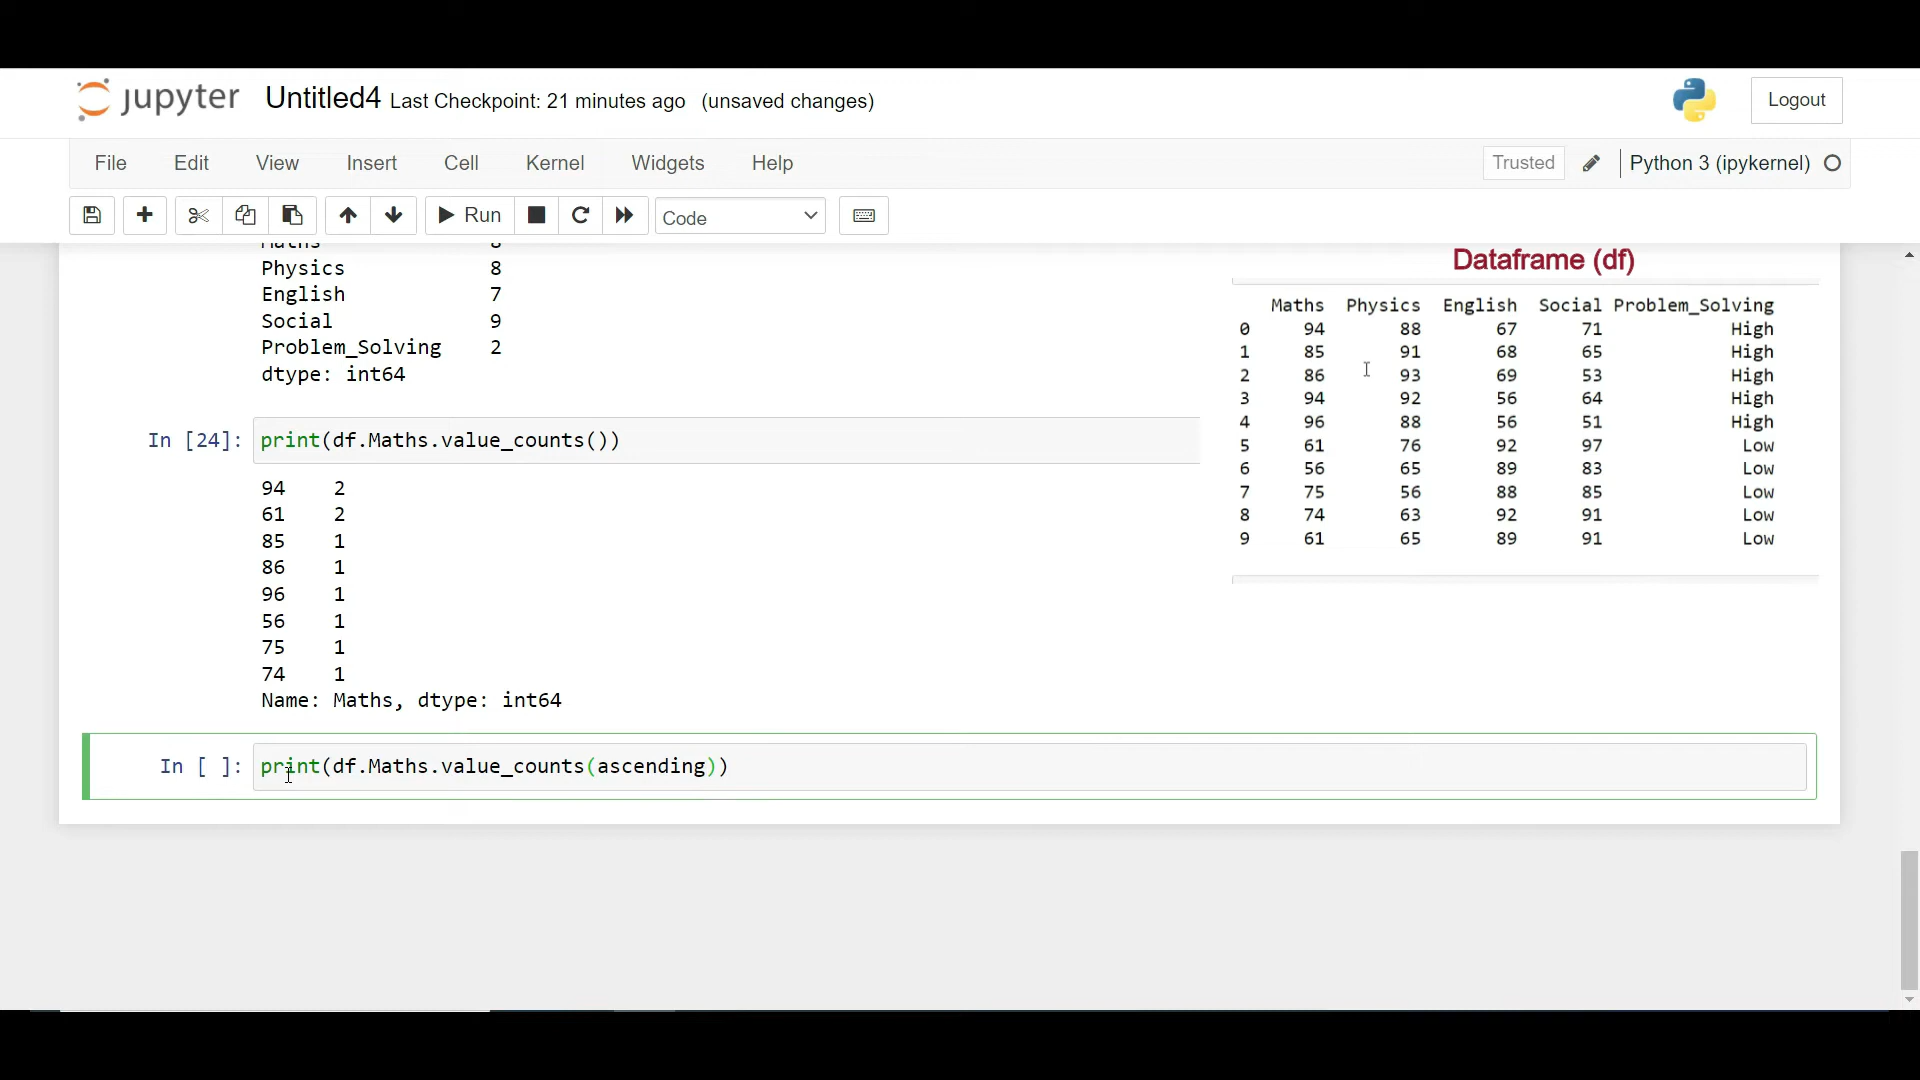 jupyter Untitled4 Last Checkpoint: 21 minutes ago (unsaved changes)
Logout
File Edit View Insert Cell Kernel Widgets Help
Trusted Python 3 (ipykernel)
Run Code
Maths 8
Physics 8
English 7
Social 9
Problem_Solving 2
dtype: int64
In [24]: print(df.Maths.value_counts())
94 2
61 2
85 1
86 1
96 1
56 1
75 1
74 1
Name: Maths, dtype: int64
In [ ]: print(df.Maths.value_counts(ascending))
Dataframe (df)
Maths Physics English Social Problem_Solving
0 94 88 67 71 High
1 85 91 68 65 High
2 86 93 69 53 High
3 94 92 56 64 High
4 96 88 56 51 High
5 61 76 92 97 Low
6 56 65 89 83 Low
7 75 56 88 85 Low
8 74 63 92 91 Low
9 61 65 89 91 Low